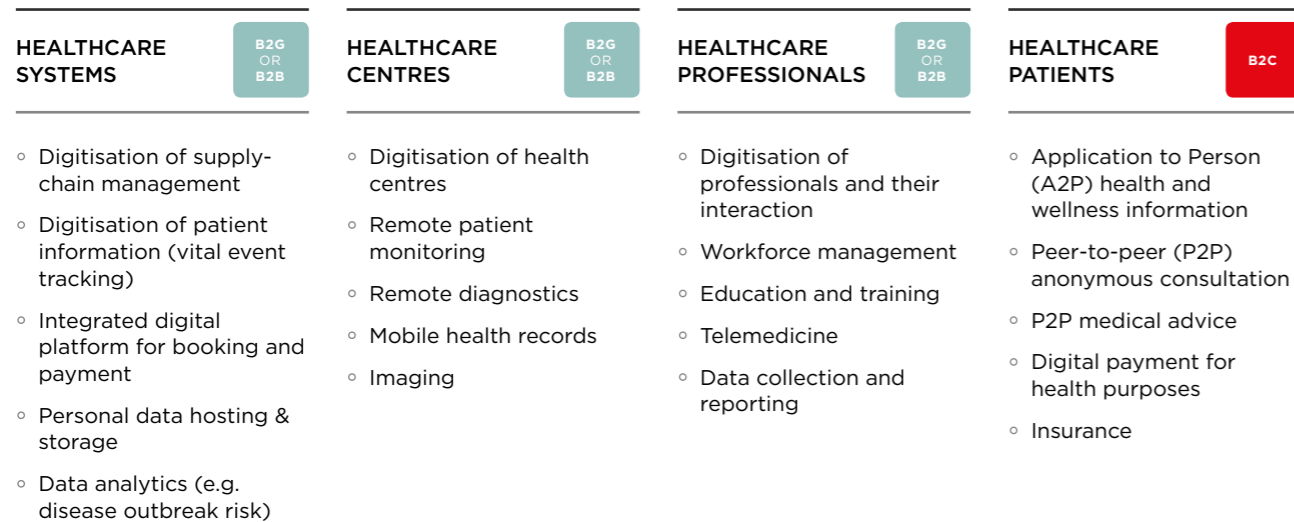 HEALTHCARE
SYSTEMS
B2G
OR
B2B
◦ Digitisation of supply-
chain management
◦ Digitisation of patient
information (vital event
tracking)
◦ Integrated digital
platform for booking and
payment
◦ Personal data hosting &
storage
◦ Data analytics (e.g.
disease outbreak risk)
HEALTHCARE
CENTRES
B2G
OR
B2B
◦ Digitisation of health
centres
◦ Remote patient
monitoring
◦ Remote diagnostics
◦ Mobile health records
◦ Imaging
HEALTHCARE
PROFESSIONALS
B2G
OR
B2B
◦ Digitisation of
professionals and their
interaction
◦ Workforce management
◦ Education and training
◦ Telemedicine
◦ Data collection and
reporting
HEALTHCARE
PATIENTS
B2C
◦ Application to Person
(A2P) health and
wellness information
◦ Peer-to-peer (P2P)
anonymous consultation
◦ P2P medical advice
◦ Digital payment for
health purposes
◦ Insurance